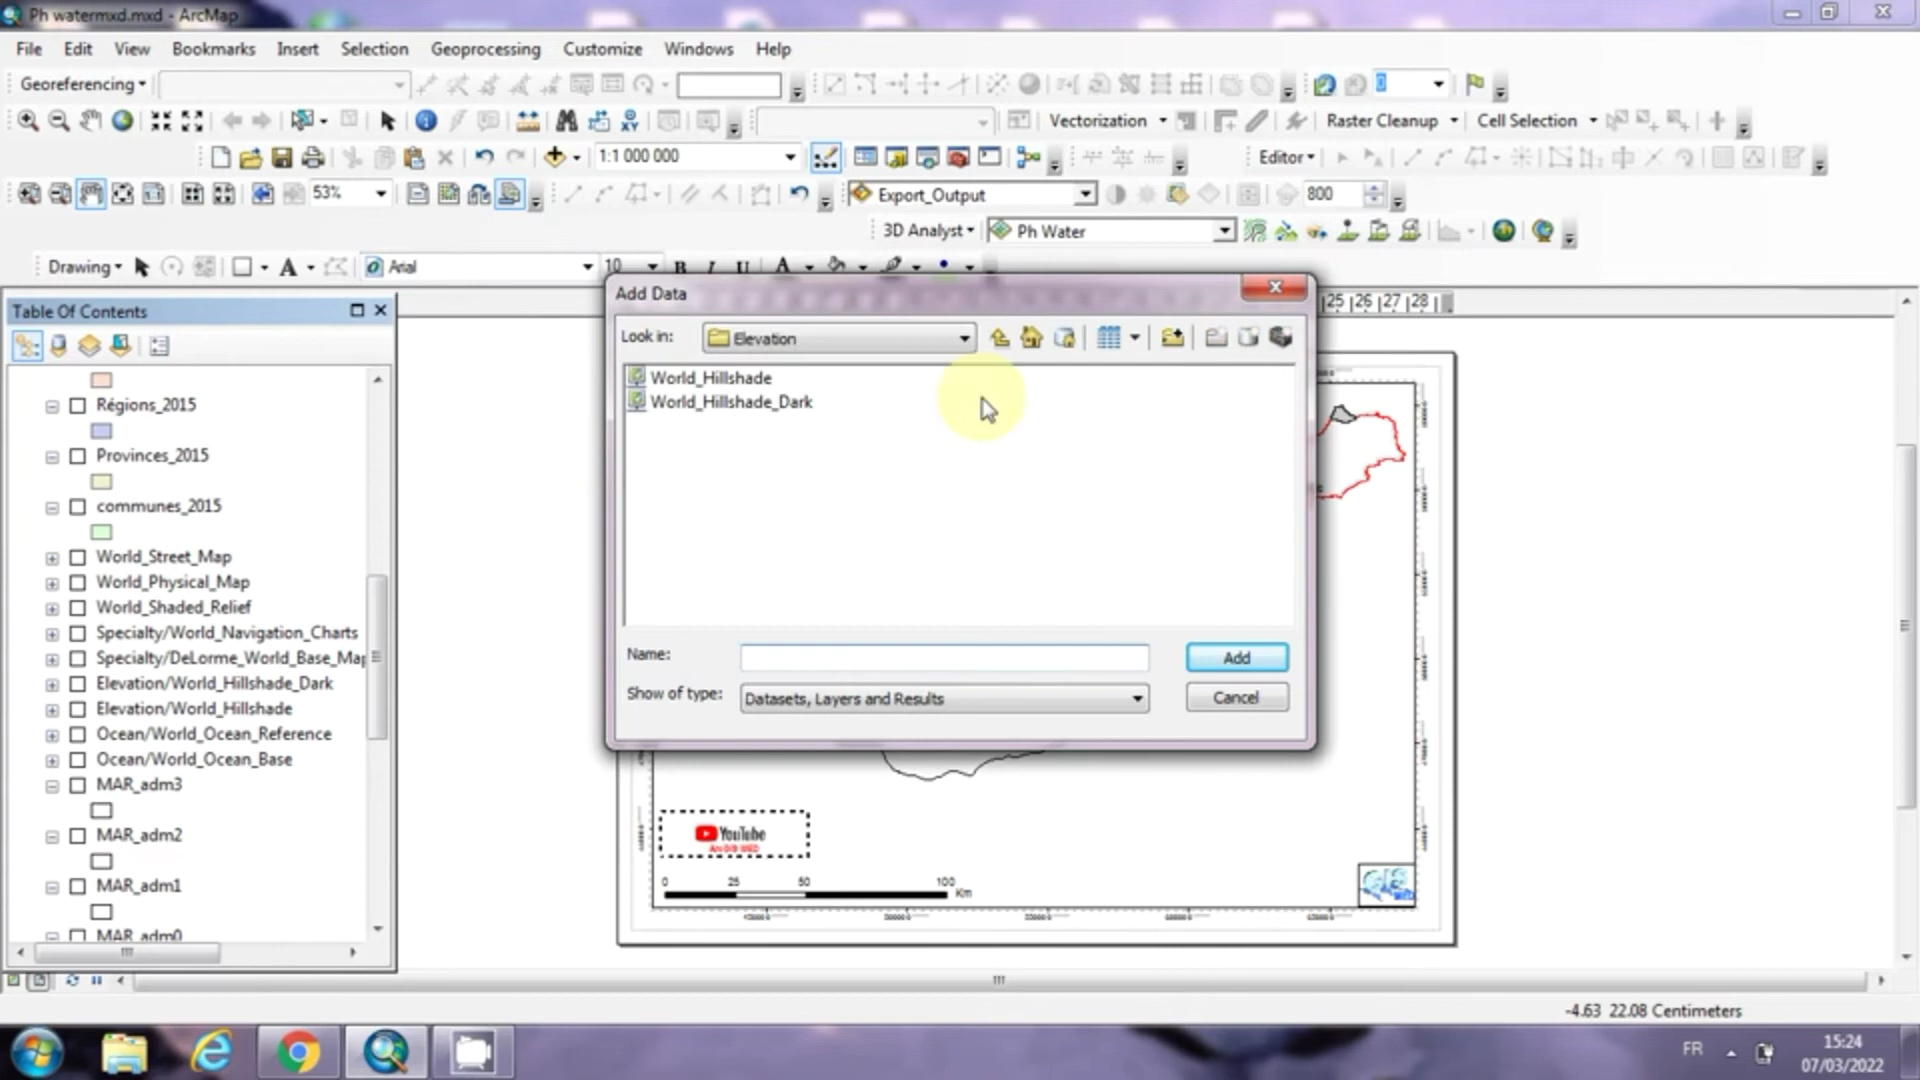 Ph watermxd.mxd - ArcMap
File Edit View Bookmarks Insert Selection Geoprocessing Customize Windows Help
Georeferencing
Vectorization Raster Cleanup Cell Selection
1:1 000 000 Editor
53% Export_Output 800
3D Analyst Ph Water
Drawing A Arial 10 B I U A
Table Of Contents
Régions_2015
Provinces_2015
communes_2015
World_Street_Map
World_Physical_Map
World_Shaded_Relief
Specialty/World_Navigation_Charts
Specialty/DeLorme_World_Base_Map
Elevation/World_Hillshade_Dark
Elevation/World_Hillshade
Ocean/World_Ocean_Reference
Ocean/World_Ocean_Base
MAR_adm3
MAR_adm2
MAR_adm1
MAR_adm0
Add Data
Look in: Elevation
World_Hillshade
World_Hillshade_Dark
Name:
Add
Show of type: Datasets, Layers and Results
Cancel
25 26 27 28
YouTube
0 25 50 100
Km
GIS
-4.63 22.08 Centimeters
FR
15:24
07/03/2022